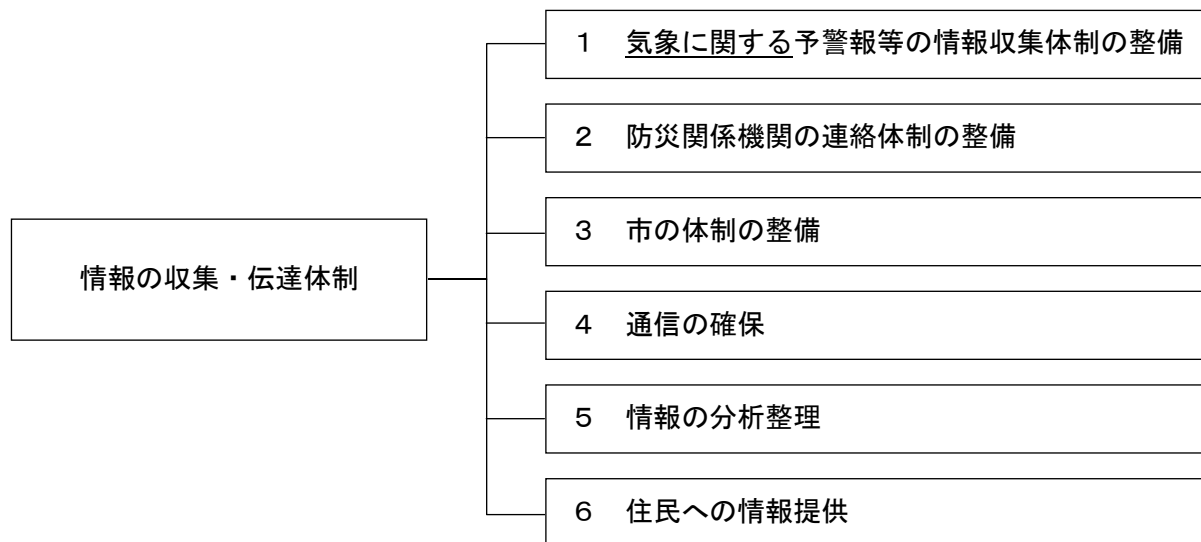 1 気象に関する予警報等の情報収集体制の整備
2 防災関係機関の連絡体制の整備
3 市の体制の整備
情報の収集・伝達体制
4 通信の確保
5 情報の分析整理
6 住民への情報提供